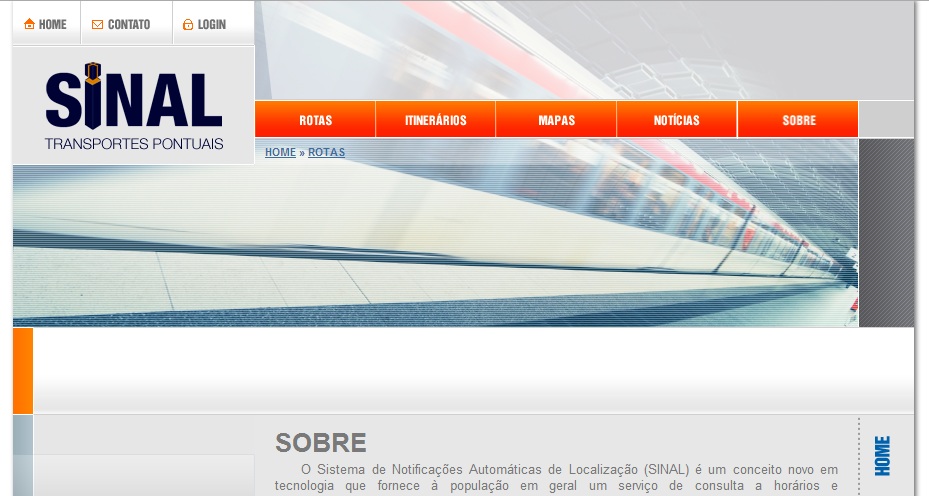 HOME CONTATO LOGIN
SINAL
TRANSPORTES PONTUAIS
ROTAS ITINERÁRIOS MAPAS NOTÍCIAS SOBRE
HOME » ROTAS
SOBRE
O Sistema de Notificações Automáticas de Localização (SINAL) é um conceito novo em
tecnologia que fornece à população em geral um serviço de consulta a horários e
HOME